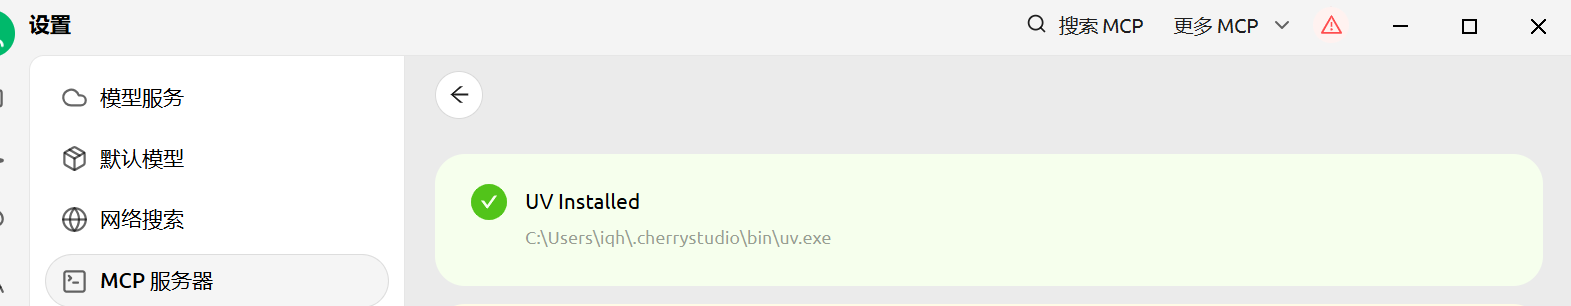 设置
搜索 MCP
更多 MCP
模型服务
默认模型
网络搜索
MCP 服务器
UV Installed
C:\Users\iqh\.cherrystudio\bin\uv.exe